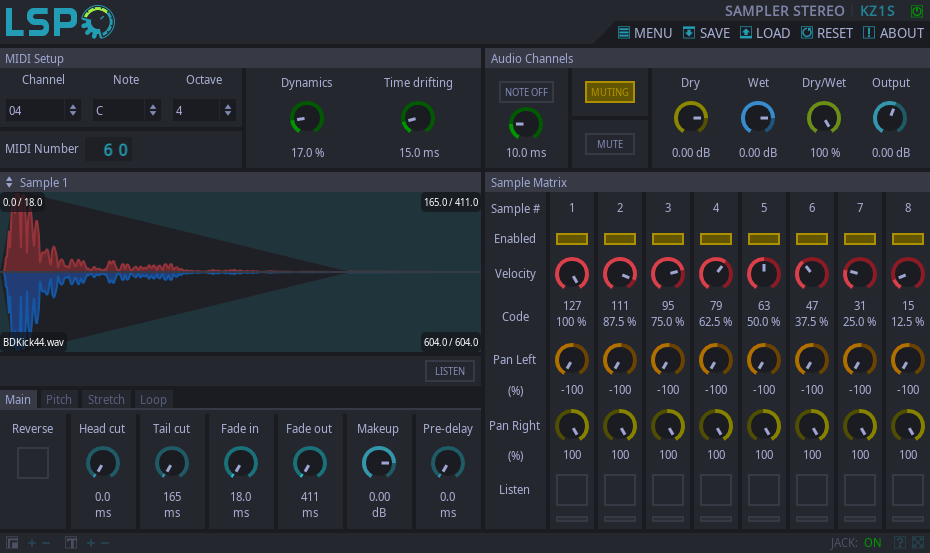 LSP
SAMPLER STEREO KZ1S
MENU SAVE LOAD RESET ABOUT
MIDI Setup
Channel Note Octave
04 C 4
MIDI Number 60
Dynamics Time drifting
17.0 % 15.0 ms
Audio Channels
NOTE OFF MUTING
10.0 ms MUTE
Dry Wet Dry/Wet Output
0.00 dB 0.00 dB 100 % 0.00 dB
Sample 1
0.0 / 18.0 165.0 / 411.0
BDKick44.wav 604.0 / 604.0
LISTEN
Main Pitch Stretch Loop
Reverse Head cut Tail cut Fade in Fade out Makeup Pre-delay
0.0 165 18.0 411 0.00 0.0
ms ms ms ms dB ms
Sample Matrix
Sample # 1 2 3 4 5 6 7 8
Enabled
Velocity
127 111 95 79 63 47 31 15
Code
100 % 87.5 % 75.0 % 62.5 % 50.0 % 37.5 % 25.0 % 12.5 %
Pan Left
(%) -100 -100 -100 -100 -100 -100 -100 -100
Pan Right
(%) 100 100 100 100 100 100 100 100
Listen
JACK: ON ?